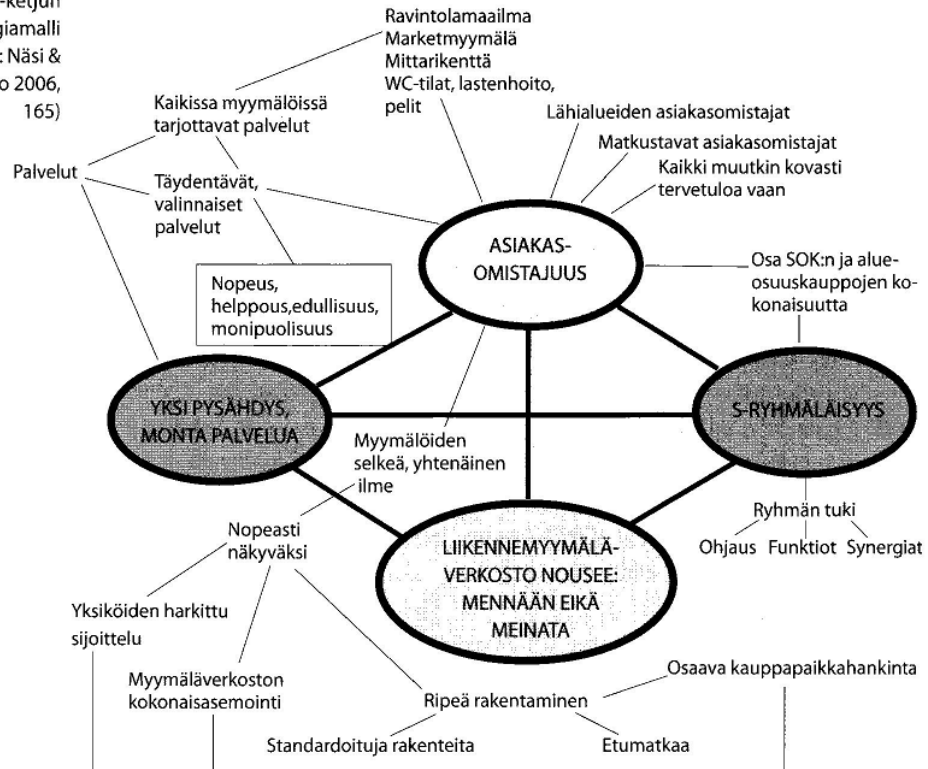 -ketjun
giamalli
: Näsi &
o 2006,
165)
Ravintolamaailma
Marketmyymälä
Mittarikenttä
WC-tilat, lastenhoito,
pelit
Kaikissa myymälöissä
tarjottavat palvelut
Lähialueiden asiakasomistajat
Matkustavat asiakasomistajat
Kaikki muutkin kovasti
tervetuloa vaan
Palvelut
Täydentävät,
valinnaiset
palvelut
ASIAKAS-
OMISTAJUUS
Osa SOK:n ja alue-
osuuskauppojen ko-
konaisuutta
Nopeus,
helppous,edullisuus,
monipuolisuus
YKSI PYSÄHDYS,
MONTA PALVELUA
S-RYHMÄLÄISYYS
Myymälöiden
selkeä, yhtenäinen
ilme
Ryhmän tuki
Ohjaus Funktiot Synergiat
Nopeasti
näkyväksi
LIIKENNEMYYMÄLÄ-
VERKOSTO NOUSEE:
MENNÄÄN EIKÄ
MEINATA
Yksiköiden harkittu
sijoittelu
Myymäläverkoston
kokonaisasemointi
Ripeä rakentaminen
Osaava kauppapaikkahankinta
Standardoituja rakenteita
Etumatkaa